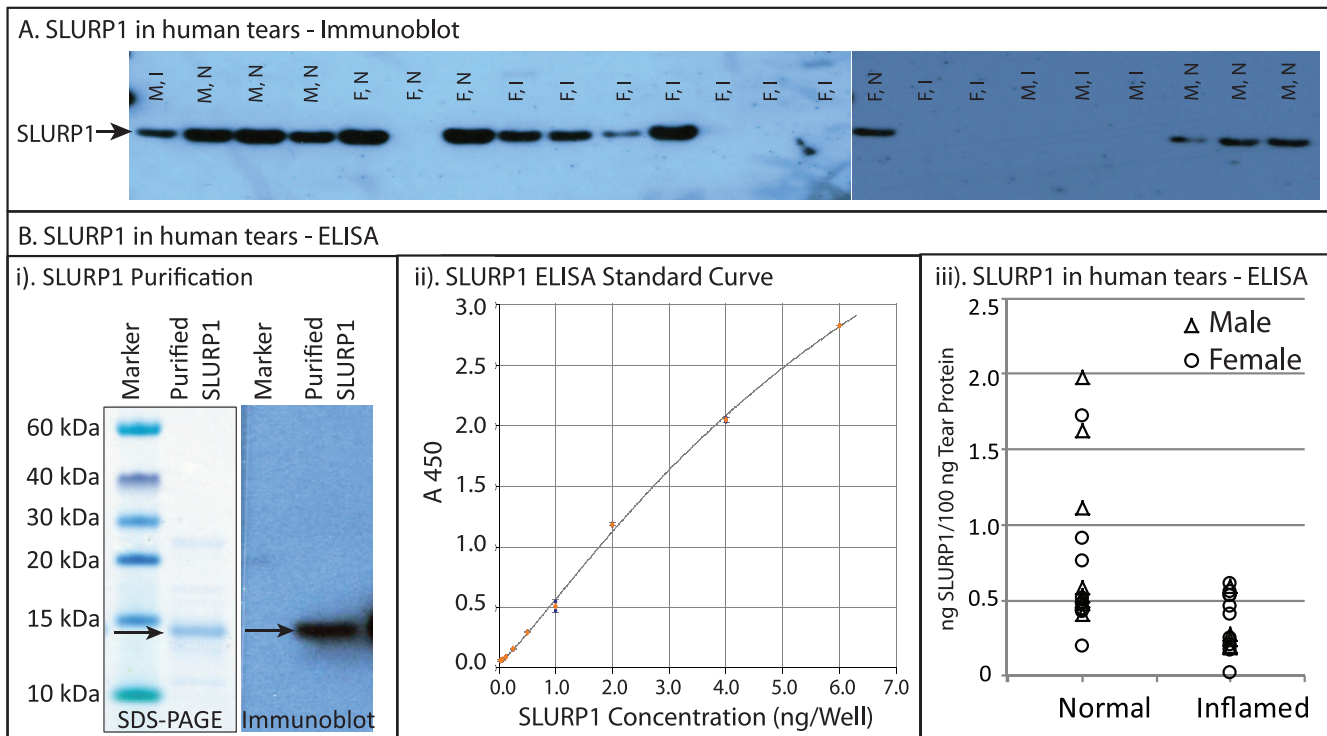 A. SLURP1 in human tears - Immunoblot
M, I M, N M, N M, N F, N F, N F, N F, I F, I F, I F, I F, I F, I F, I F, N F, I F, I M, I M, I M, I M, N M, N M, N
SLURP1
B. SLURP1 in human tears - ELISA
i). SLURP1 Purification
Marker
Purified
SLURP1
Marker
Purified
SLURP1
60 kDa
40 kDa
30 kDa
20 kDa
15 kDa
10 kDa
SDS-PAGE
Immunoblot
ii). SLURP1 ELISA Standard Curve
A 450
3.0
2.5
2.0
1.5
1.0
0.5
0.0
0.0 1.0 2.0 3.0 4.0 5.0 6.0 7.0
SLURP1 Concentration (ng/Well)
iii). SLURP1 in human tears - ELISA
ng SLURP1/100 ng Tear Protein
2.5
2.0
1.5
1.0
0.5
0
Male
Female
Normal Inflamed